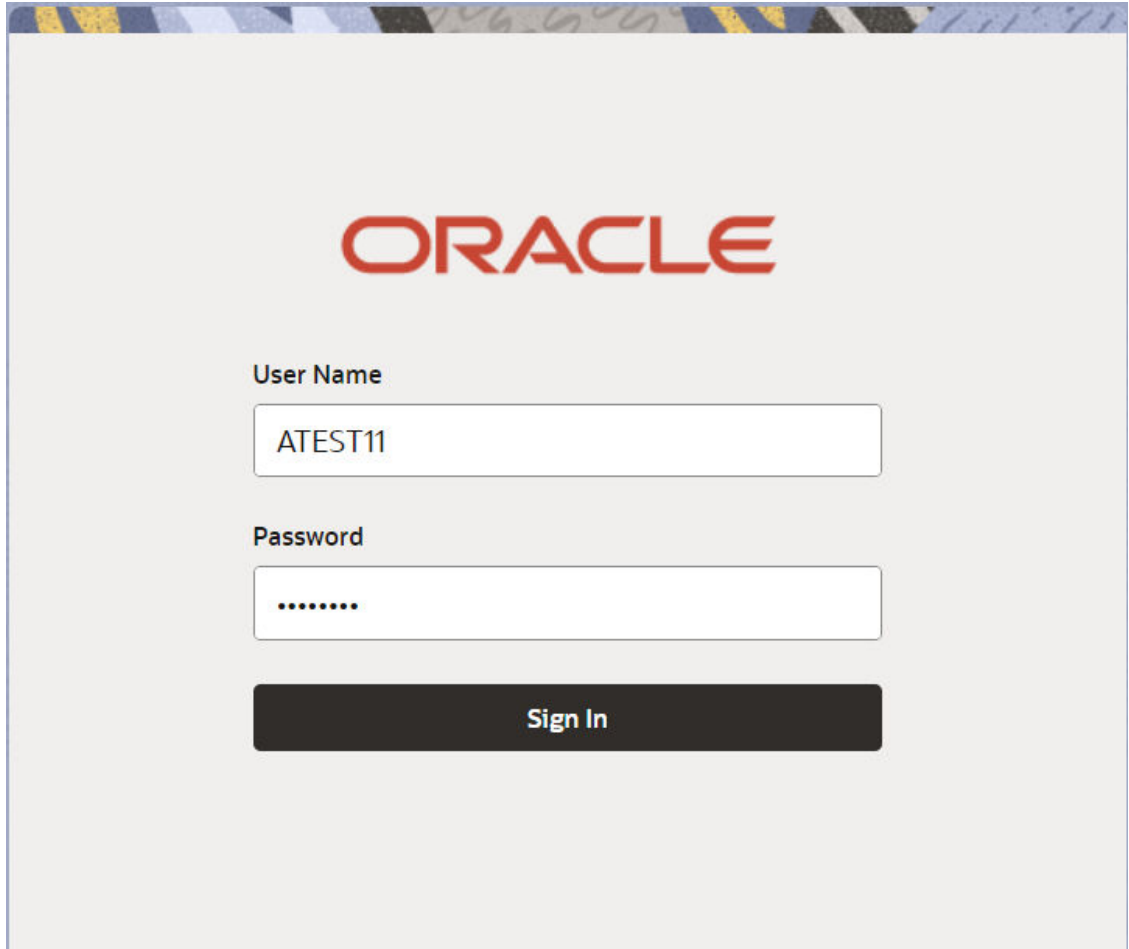 ORACLE
User Name
ATEST11
Password
••••••••
Sign In